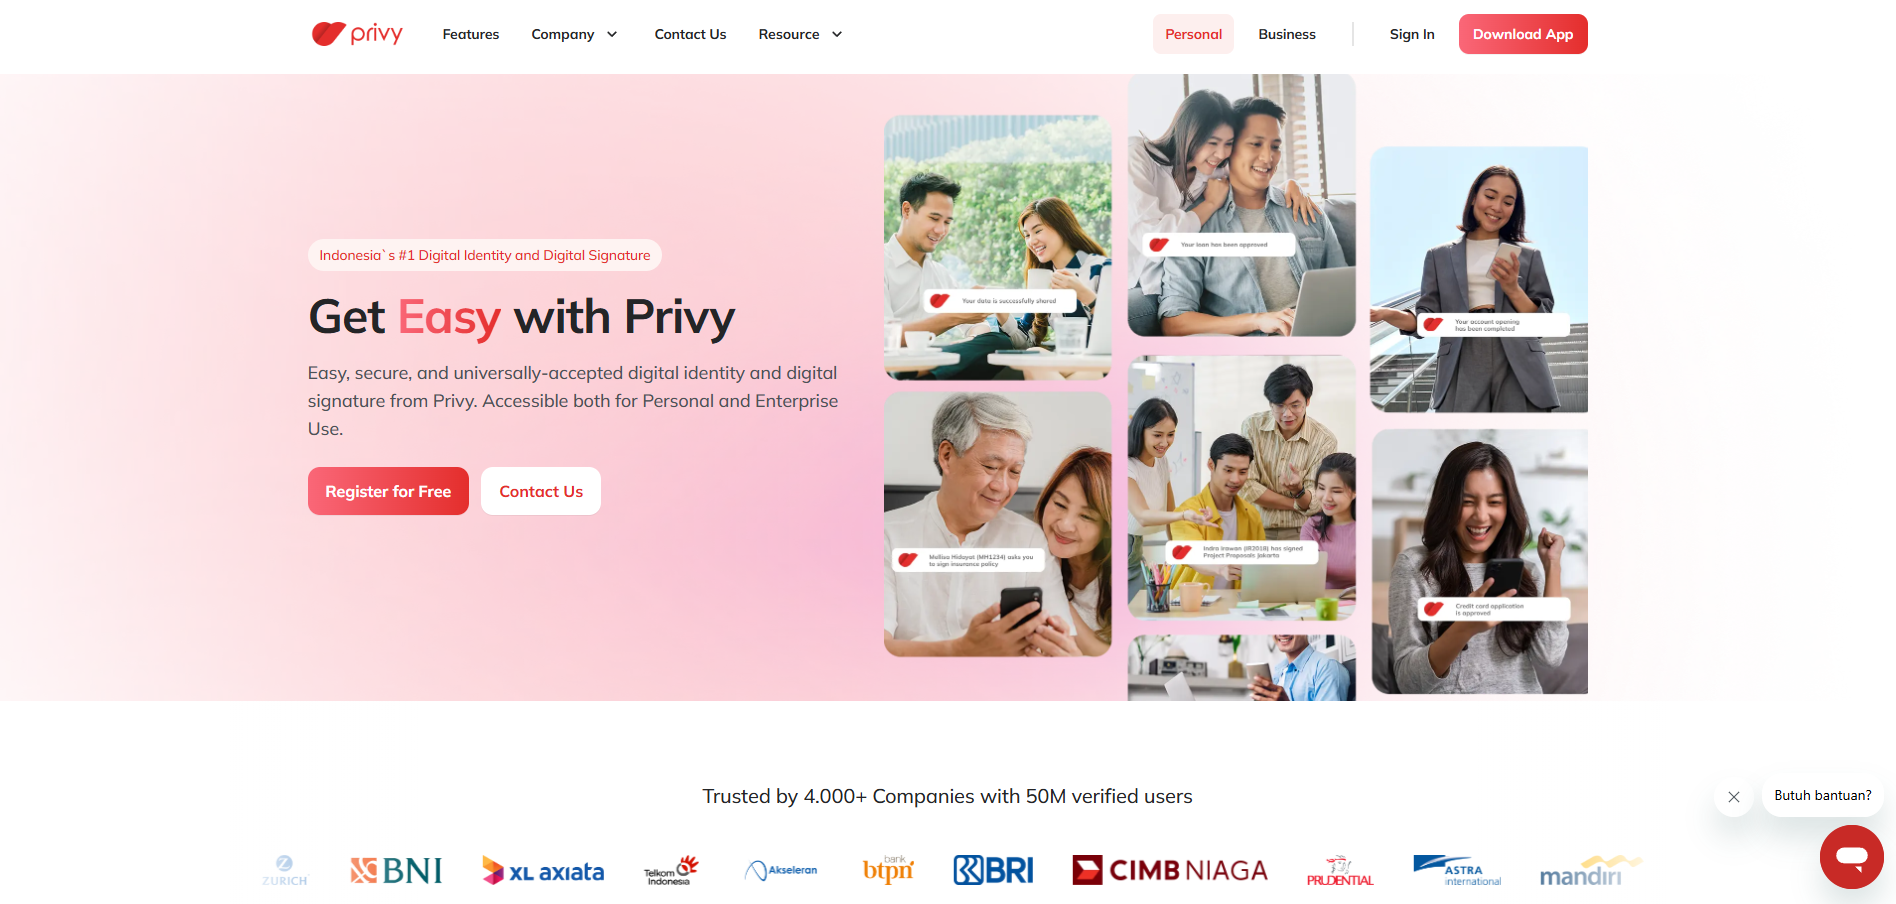 privy
Features
Company
Contact Us
Resource
Personal
Business
Sign In
Download App
Indonesia`s #1 Digital Identity and Digital Signature
Get Easy with Privy
Easy, secure, and universally-accepted digital identity and digital
signature from Privy. Accessible both for Personal and Enterprise
Use.
Register for Free
Contact Us
Your data is successfully shared
Mellisa Hidayat (MH1234) asks you
to sign insurance policy
Your loan has been approved
Indra Irawan (IR2018) has signed
Project Proposals Jakarta
Your account opening
has been completed
Credit card application
is approved
Trusted by 4.000+ Companies with 50M verified users
Z
ZURICH
BNI
XL axiata
Telkom
Indonesia
Akseleran
bank
btpn
BRI
CIMB NIAGA
PRUDENTIAL
ASTRA
international
mandiri
Butuh bantuan?